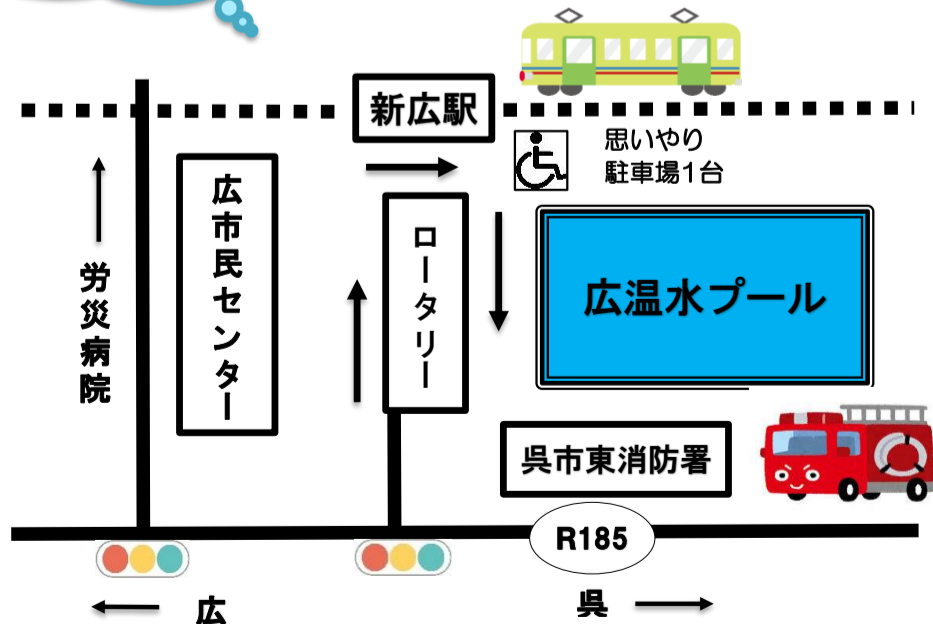 新広駅
思いやり
駐車場1台
広市民センター
ロータリー
労災病院
広温水プール
呉市東消防署
R185
広
呉